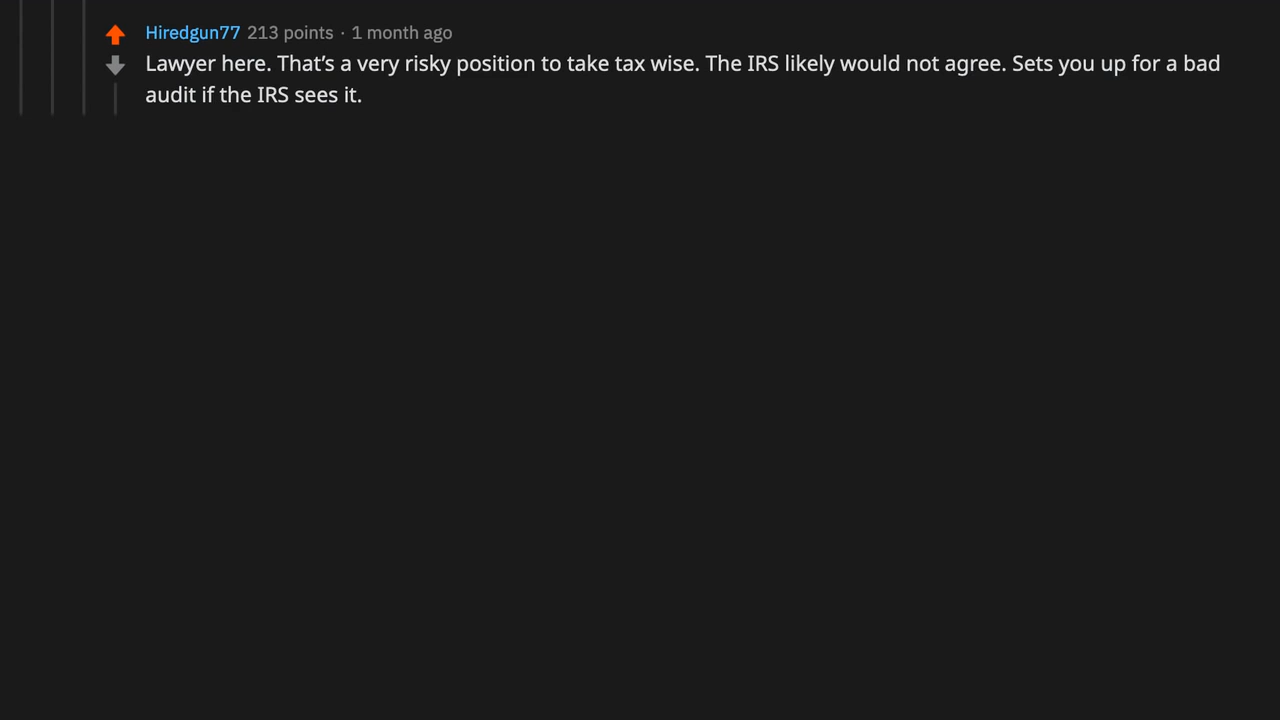 Hiredgun77 213 points · 1 month ago
Lawyer here. That’s a very risky position to take tax wise. The IRS likely would not agree. Sets you up for a bad
audit if the IRS sees it.